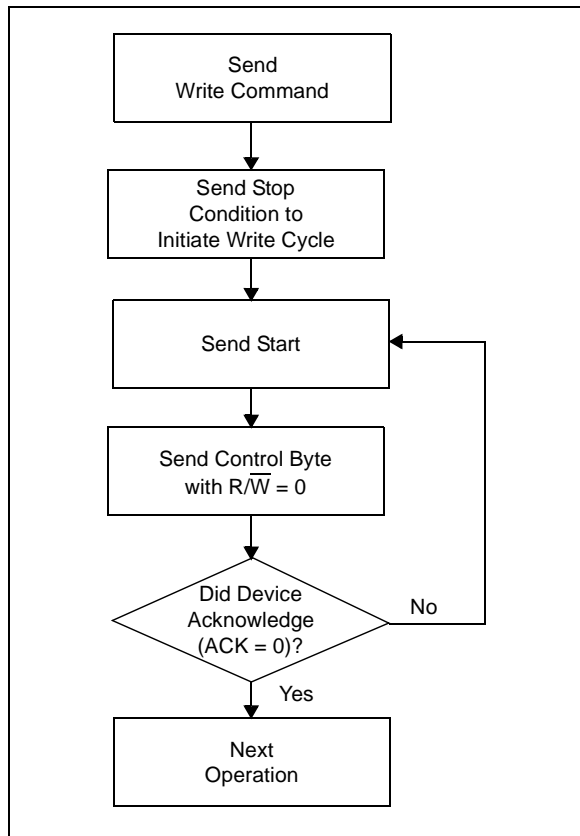 Send
Write Command
Send Stop
Condition to
Initiate Write Cycle
Send Start
Send Control Byte
with R/W̅ = 0
Did Device
Acknowledge
(ACK = 0)?
No
Yes
Next
Operation